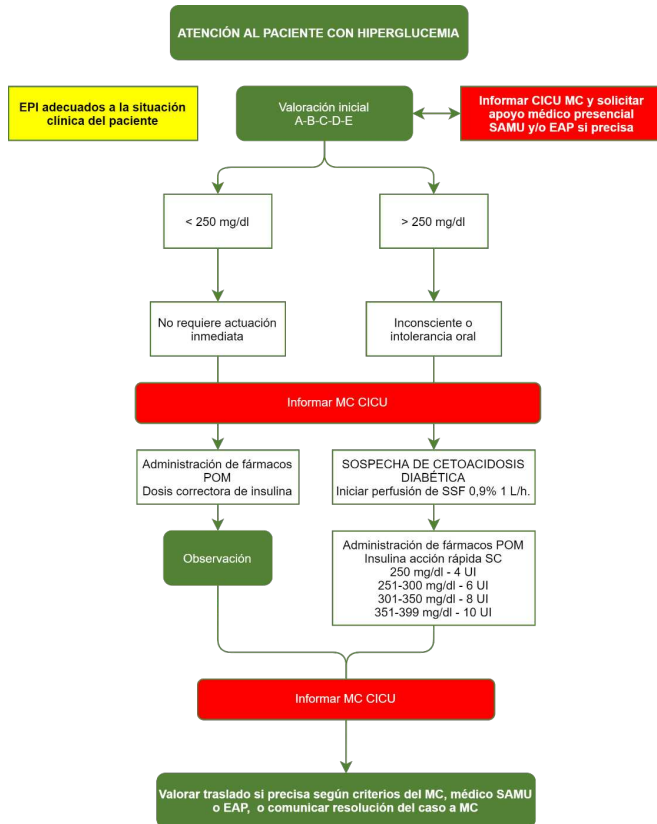 ATENCIÓN AL PACIENTE CON HIPERGLUCEMIA
EPI adecuados a la situación
clínica del paciente
Valoración inicial
A-B-C-D-E
Informar CICU MC y solicitar
apoyo médico presencial
SAMU y/o EAP si precisa
< 250 mg/dl
> 250 mg/dl
No requiere actuación
inmediata
Inconsciente o
intolerancia oral
Informar MC CICU
Administración de fármacos
POM
Dosis correctora de insulina
SOSPECHA DE CETOACIDOSIS
DIABÉTICA
Iniciar perfusión de SSF 0,9% 1 L/h.
Observación
Administración de fármacos POM
Insulina acción rápida SC
250 mg/dl - 4 UI
251-300 mg/dl - 6 UI
301-350 mg/dl - 8 UI
351-399 mg/dl - 10 UI
Informar MC CICU
Valorar traslado si precisa según criterios del MC, médico SAMU
o EAP, o comunicar resolución del caso a MC